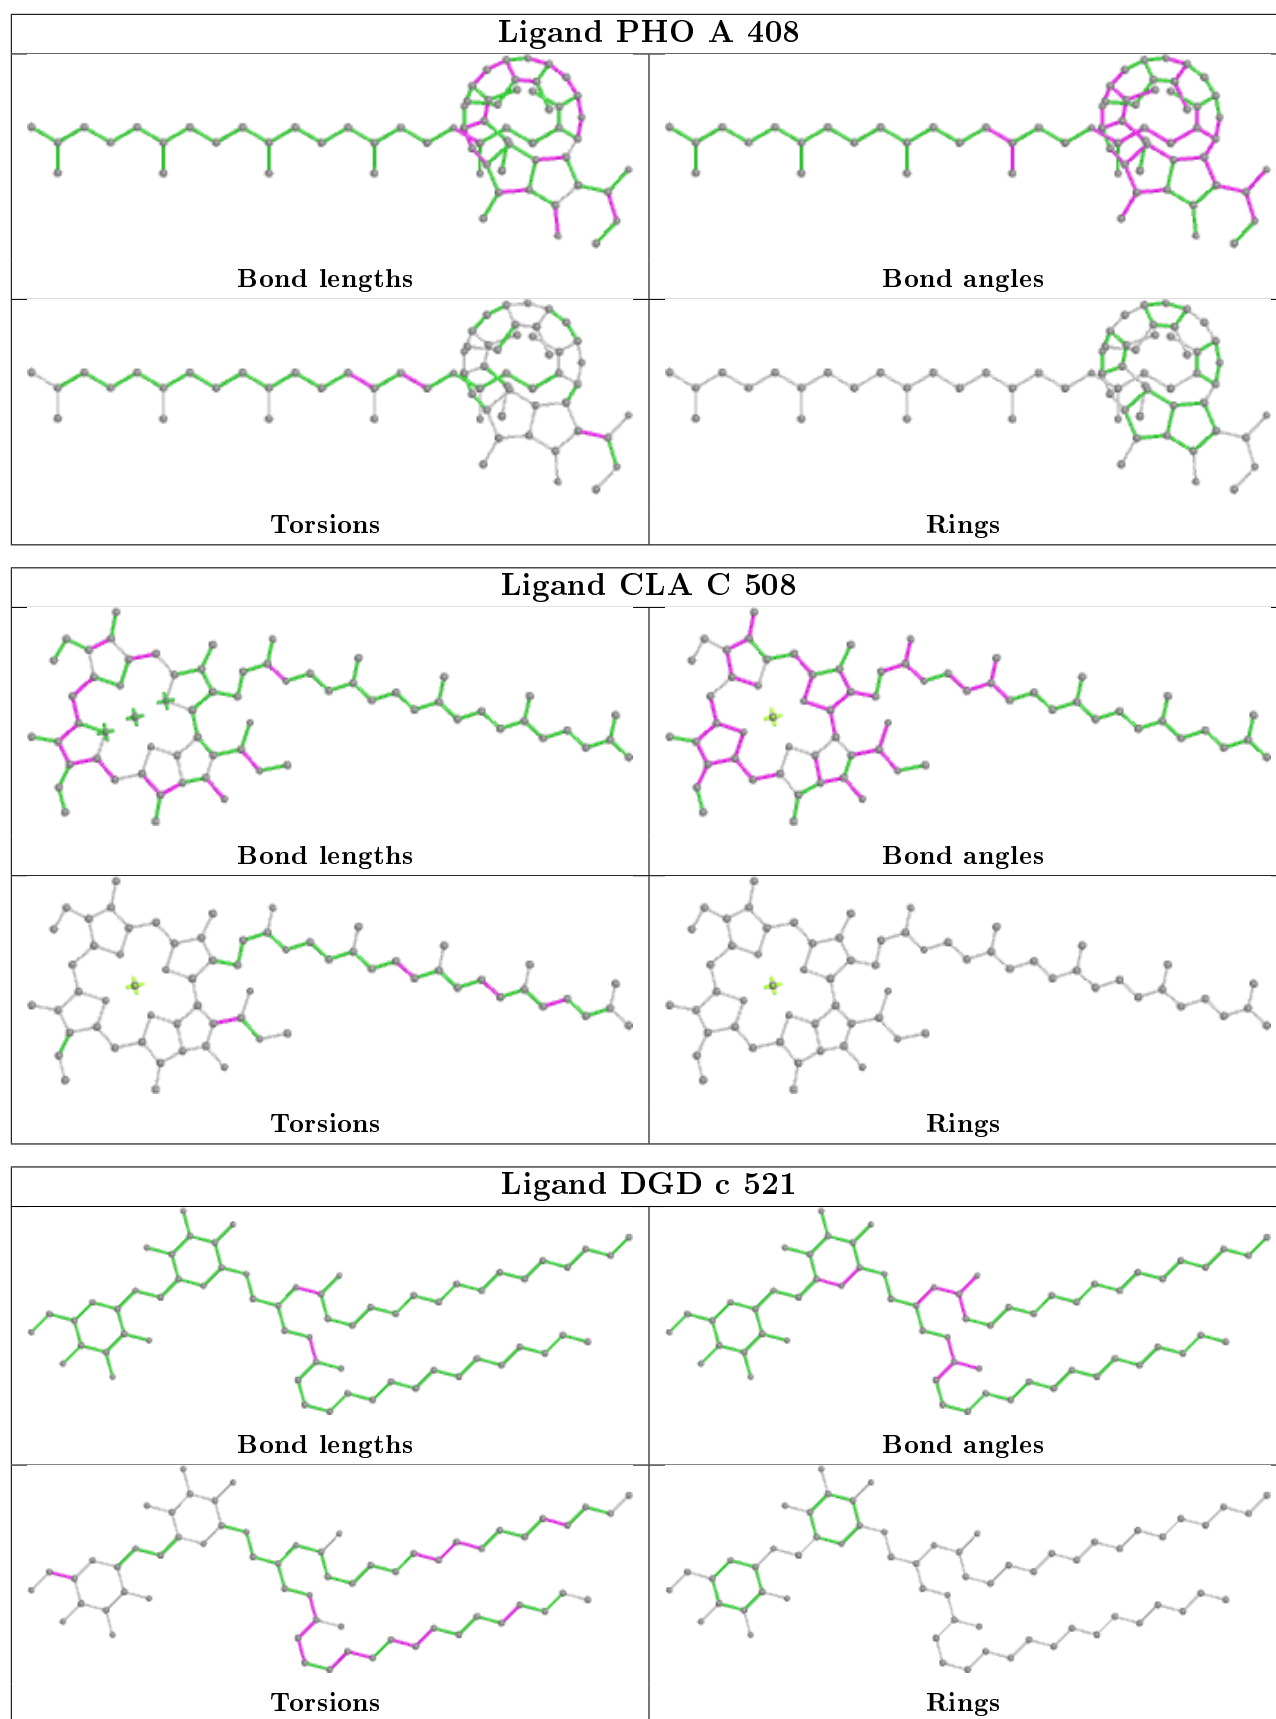 Ligand PHO A 408
Bond lengths
Bond angles
Torsions
Rings
Ligand CLA C 508
Bond lengths
Bond angles
Torsions
Rings
Ligand DGD c 521
Bond lengths
Bond angles
Torsions
Rings